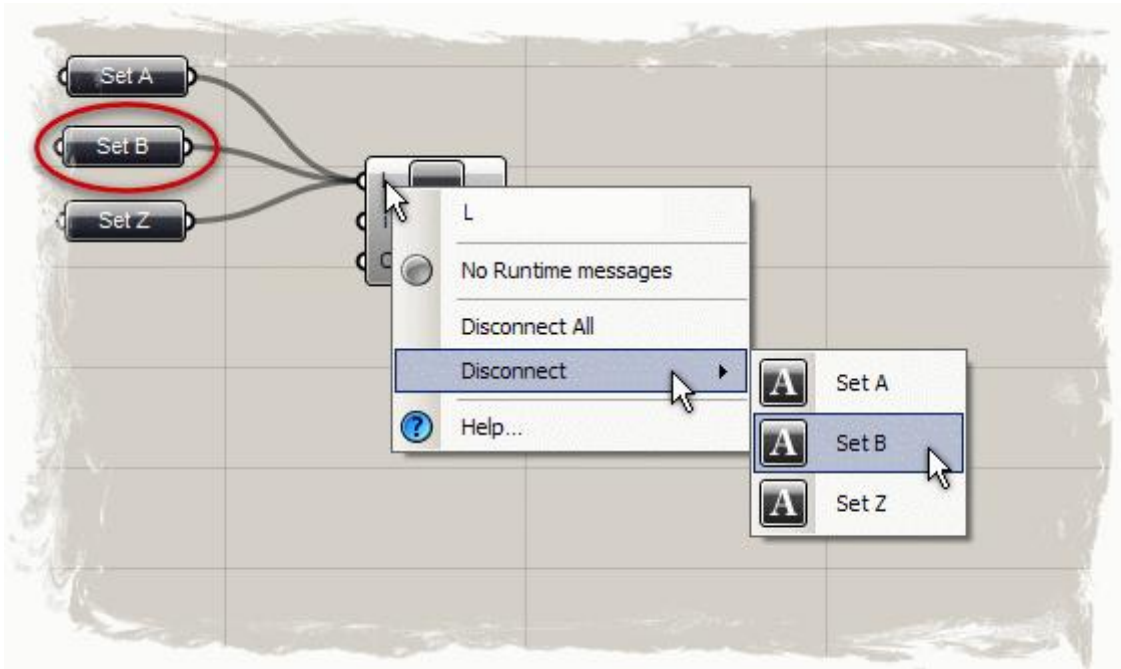 Set A
Set B
Set Z
L
No Runtime messages
Disconnect All
Disconnect
Help...
Set A
Set B
Set Z